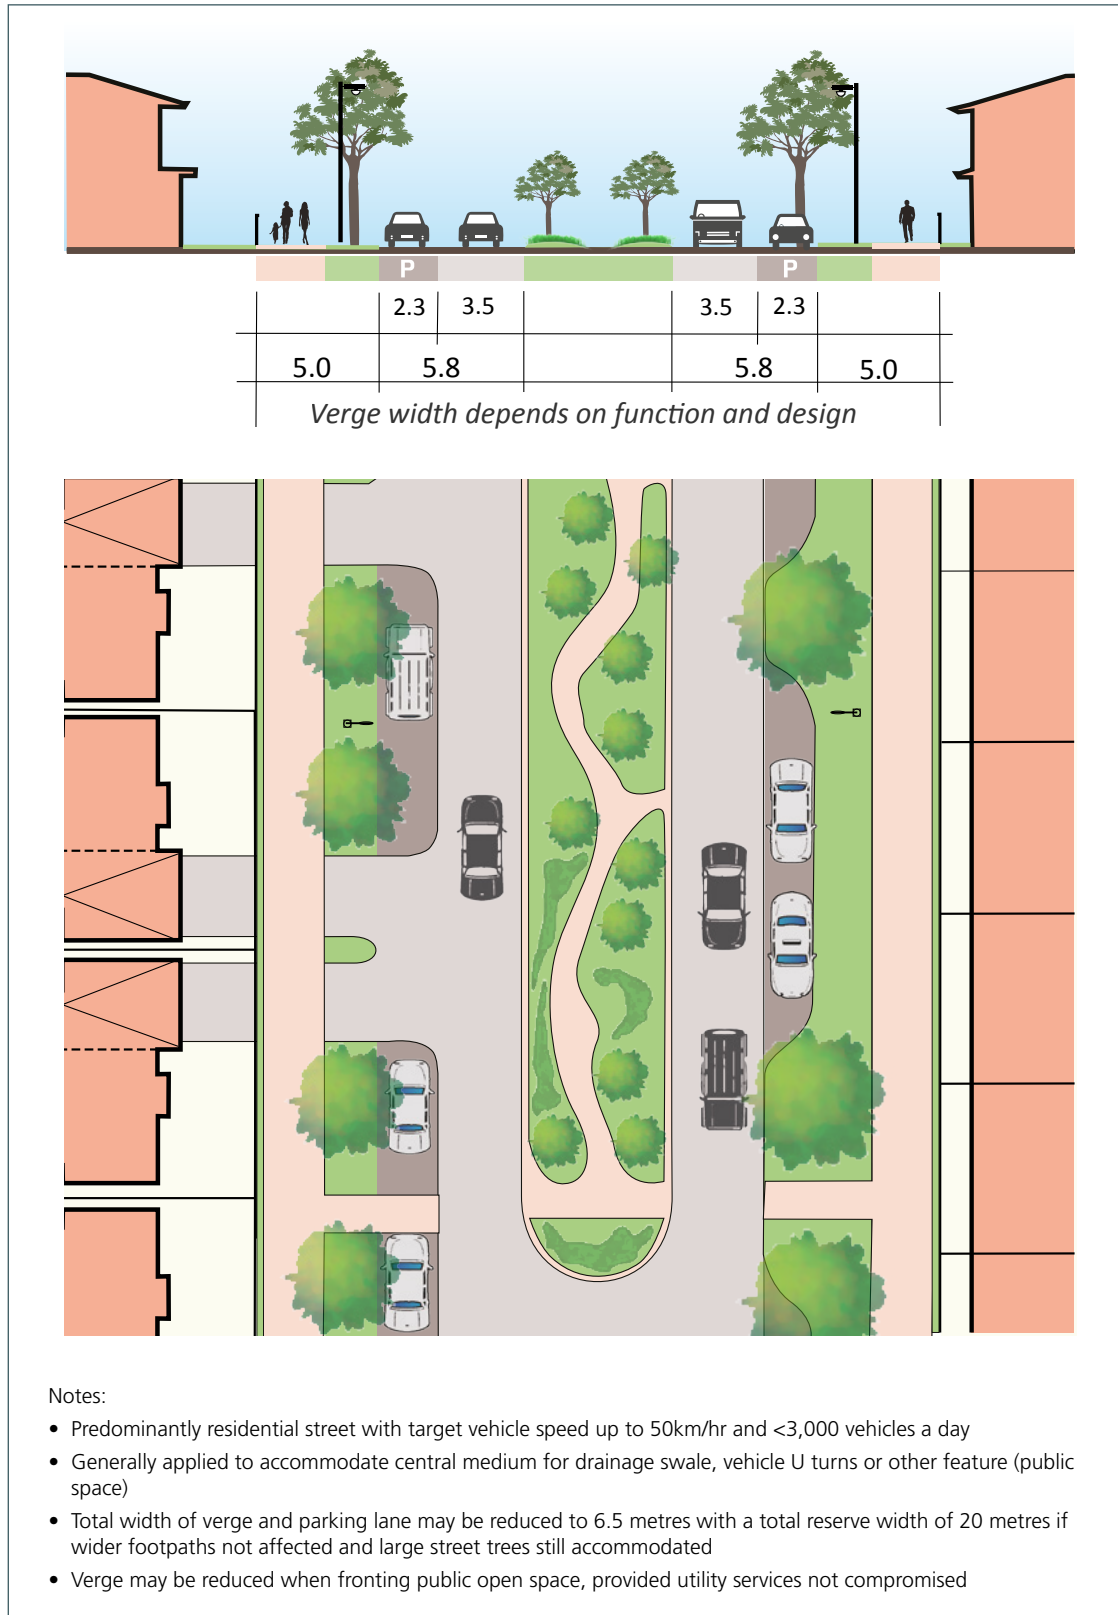 P P
2.3 3.5 3.5 2.3
5.0 5.8 5.8 5.0
Verge width depends on function and design
Notes:
• Predominantly residential street with target vehicle speed up to 50km/hr and <3,000 vehicles a day
• Generally applied to accommodate central medium for drainage swale, vehicle U turns or other feature (public
space)
• Total width of verge and parking lane may be reduced to 6.5 metres with a total reserve width of 20 metres if
wider footpaths not affected and large street trees still accommodated
• Verge may be reduced when fronting public open space, provided utility services not compromised